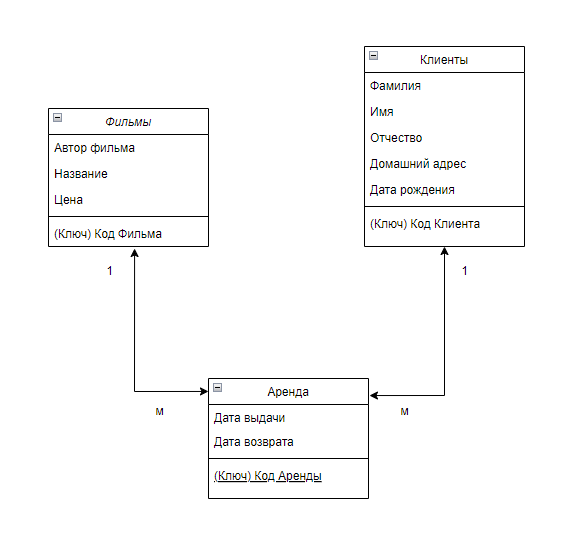 Клиенты
Фамилия
Имя
Отчество
Домашний адрес
Дата рождения
(Ключ) Код Клиента
Фильмы
Автор фильма
Название
Цена
(Ключ) Код Фильма
1
1
м
м
Аренда
Дата выдачи
Дата возврата
(Ключ) Код Аренды